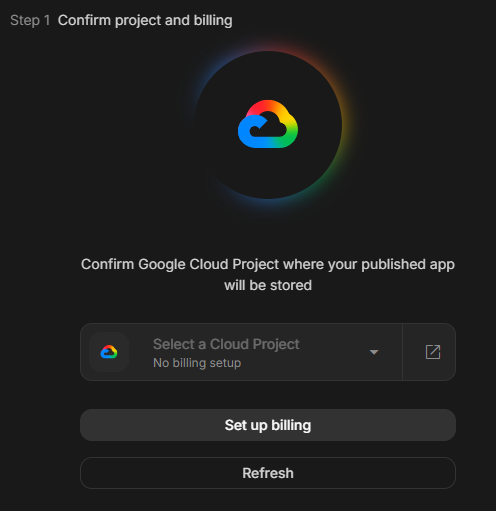 Step 1 Confirm project and billing
Confirm Google Cloud Project where your published app
will be stored
Select a Cloud Project
No billing setup
Set up billing
Refresh